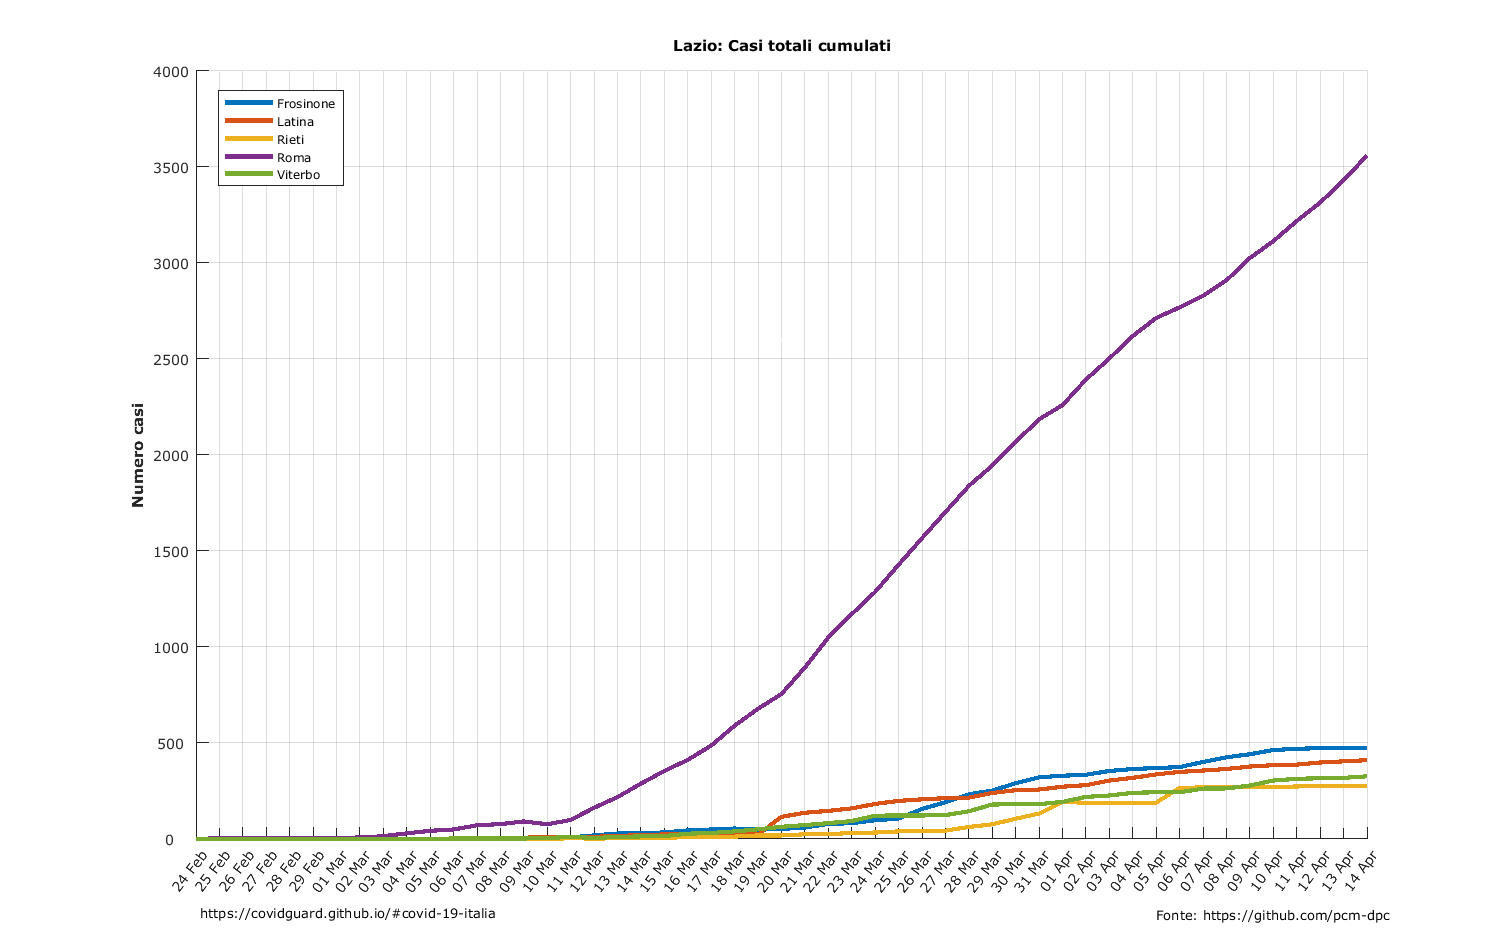 Lazio: Casi totali cumulati
4000
3500
3000
2500
2000
1500
1000
500
0
Numero casi
Frosinone
Latina
Rieti
Roma
Viterbo
24 Feb
25 Feb
26 Feb
27 Feb
28 Feb
29 Feb
01 Mar
02 Mar
03 Mar
04 Mar
05 Mar
06 Mar
07 Mar
08 Mar
09 Mar
10 Mar
11 Mar
12 Mar
13 Mar
14 Mar
15 Mar
16 Mar
17 Mar
18 Mar
19 Mar
20 Mar
21 Mar
22 Mar
23 Mar
24 Mar
25 Mar
26 Mar
27 Mar
28 Mar
29 Mar
30 Mar
31 Mar
01 Apr
02 Apr
03 Apr
04 Apr
05 Apr
06 Apr
07 Apr
08 Apr
09 Apr
10 Apr
11 Apr
12 Apr
13 Apr
14 Apr
https://covidguard.github.io/#covid-19-italia
Fonte: https://github.com/pcm-dpc